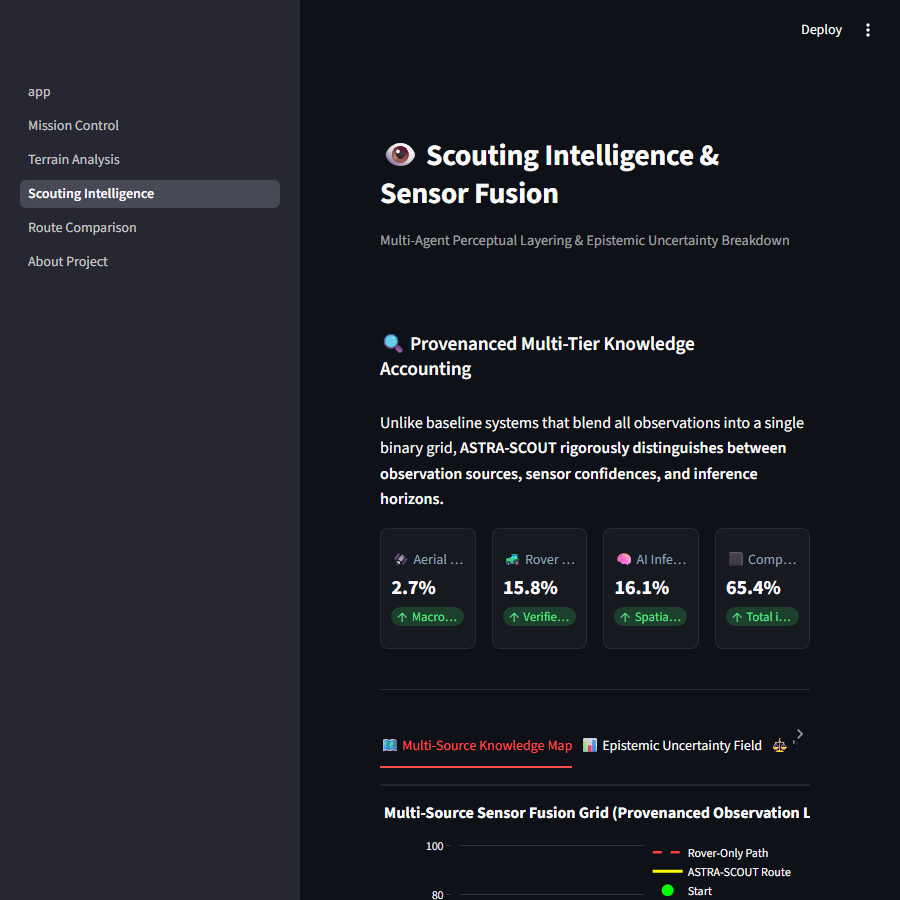 Deploy
app
Mission Control
Terrain Analysis
Scouting Intelligence
Route Comparison
About Project
Scouting Intelligence &
Sensor Fusion
Multi-Agent Perceptual Layering & Epistemic Uncertainty Breakdown
Provenanced Multi-Tier Knowledge
Accounting
Unlike baseline systems that blend all observations into a single
binary grid, ASTRA-SCOUT rigorously distinguishes between
observation sources, sensor confidences, and inference
horizons.
Aerial …
2.7%
↑ Macro…
Rover …
15.8%
↑ Verifie…
AI Infe…
16.1%
↑ Spatia…
Comp…
65.4%
↑ Total i…
Multi-Source Knowledge Map
Epistemic Uncertainty Field
Multi-Source Sensor Fusion Grid (Provenanced Observation L
100
80
Rover-Only Path
ASTRA-SCOUT Route
Start